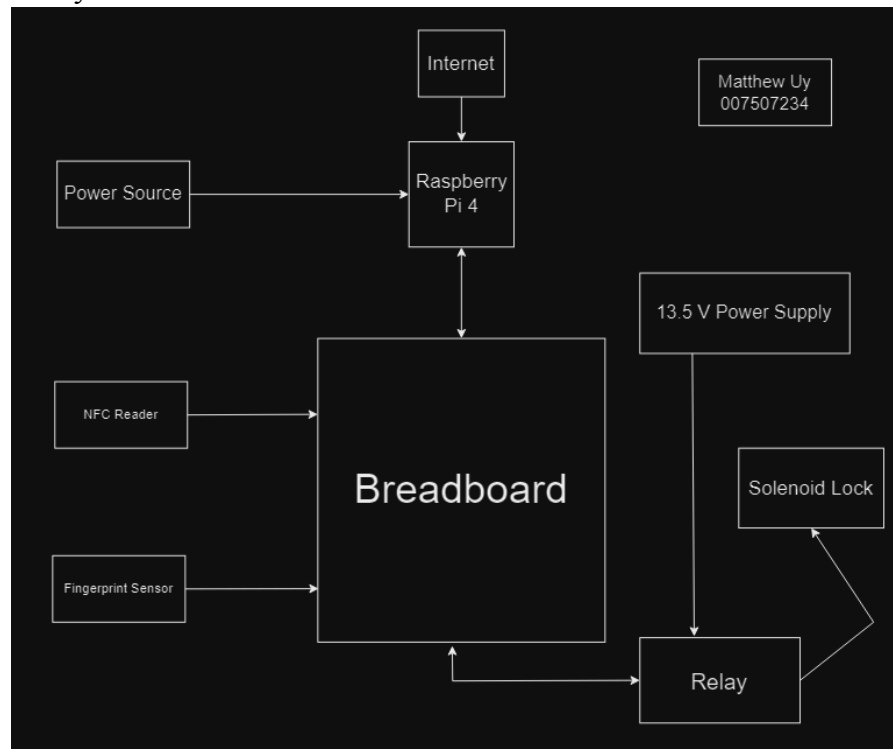 Internet
Matthew Uy
007507234
Power Source
Raspberry
Pi 4
13.5 V Power Supply
NFC Reader
Breadboard
Solenoid Lock
Fingerprint Sensor
Relay